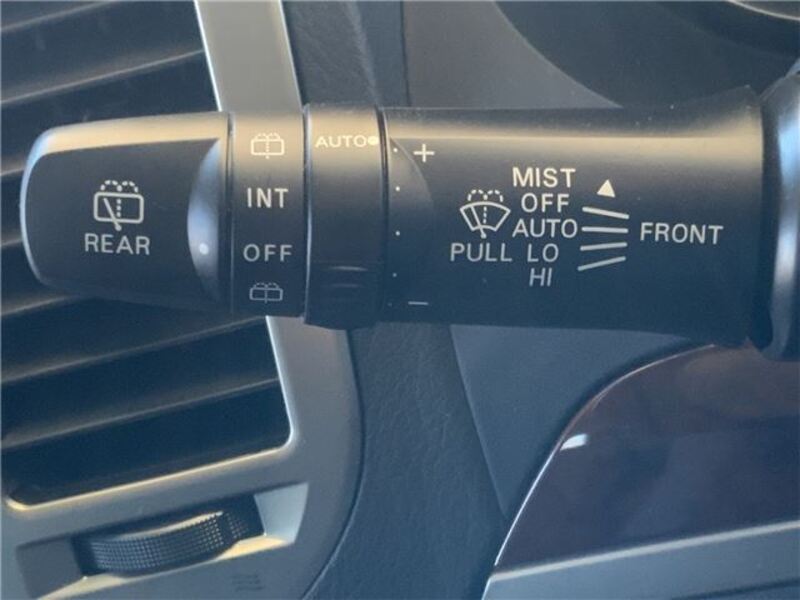 REAR
INT
OFF
AUTO
+
-
MIST
OFF
AUTO
PULL LO
HI
FRONT